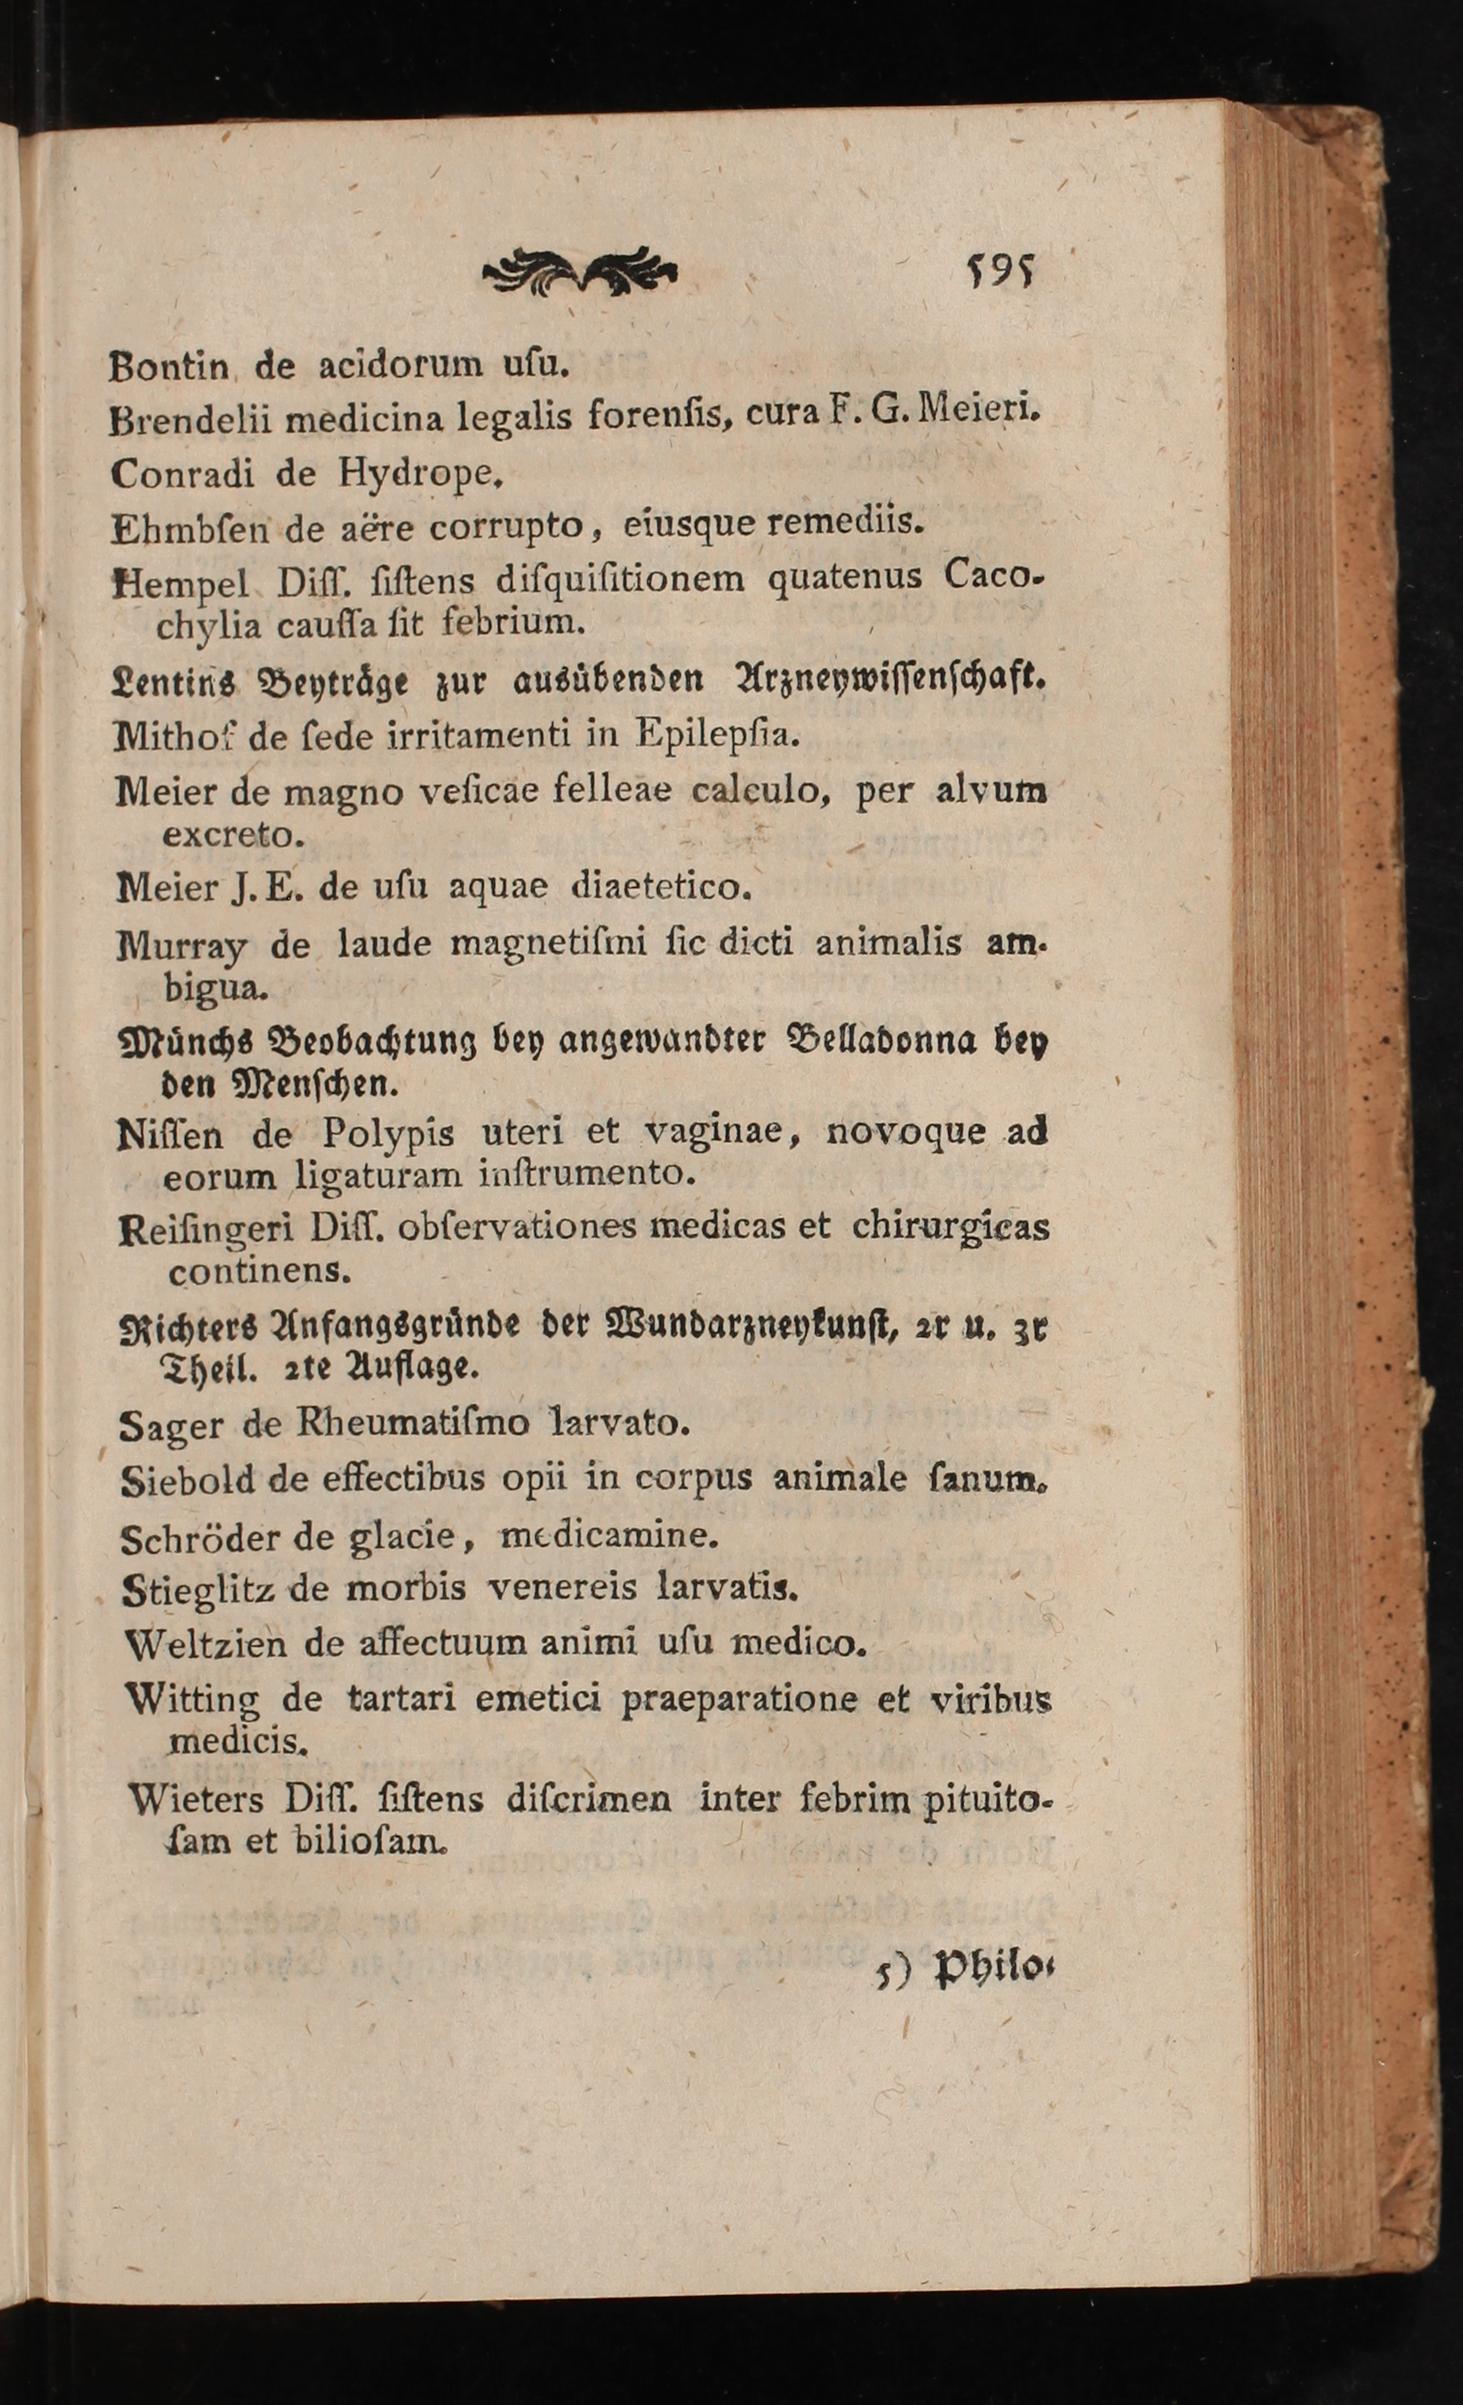 595
Bontin de acidorum uſu.
Brendelii medicina legalis forenſis, cura F. G. Meieri.
Conradi de Hydrope.
Ehmbſen de aëre corrupto, eiusque remediis.
Hempel Diſſ. ſiſtens diſquiſitionem quatenus Caco-
chylia cauſſa ſit febrium.
Lentins Beyträge zur ausübenden Arzneywiſſenſchaft.
Mithof de ſede irritamenti in Epilepſia.
Meier de magno veſicae felleae calculo, per alvum
excreto.
Meier J. E. de uſu aquae diaetetico.
Murray de laude magnetiſmi ſic dicti animalis am-
bigua.
Münchs Beobachtung bey angewandter Belladonna bey
den Menſchen.
Niſſen de Polypis uteri et vaginae, novoque ad
eorum ligaturam inſtrumento.
Reiſingeri Diſſ. obſervationes medicas et chirurgicas
continens.
Richters Anfangsgründe der Wundarzneykunſt, 2r u. 3r
Theil. 2te Auflage.
Sager de Rheumatiſmo larvato.
Siebold de effectibus opii in corpus animale ſanum.
Schröder de glacie, medicamine.
Stieglitz de morbis venereis larvatis.
Weltzien de affectuum animi uſu medico.
Witting de tartari emetici praeparatione et viribus
medicis.
Wieters Diſſ. ſiſtens diſcrimen inter febrim pituito-
ſam et bilioſam.
5) Philo⸗